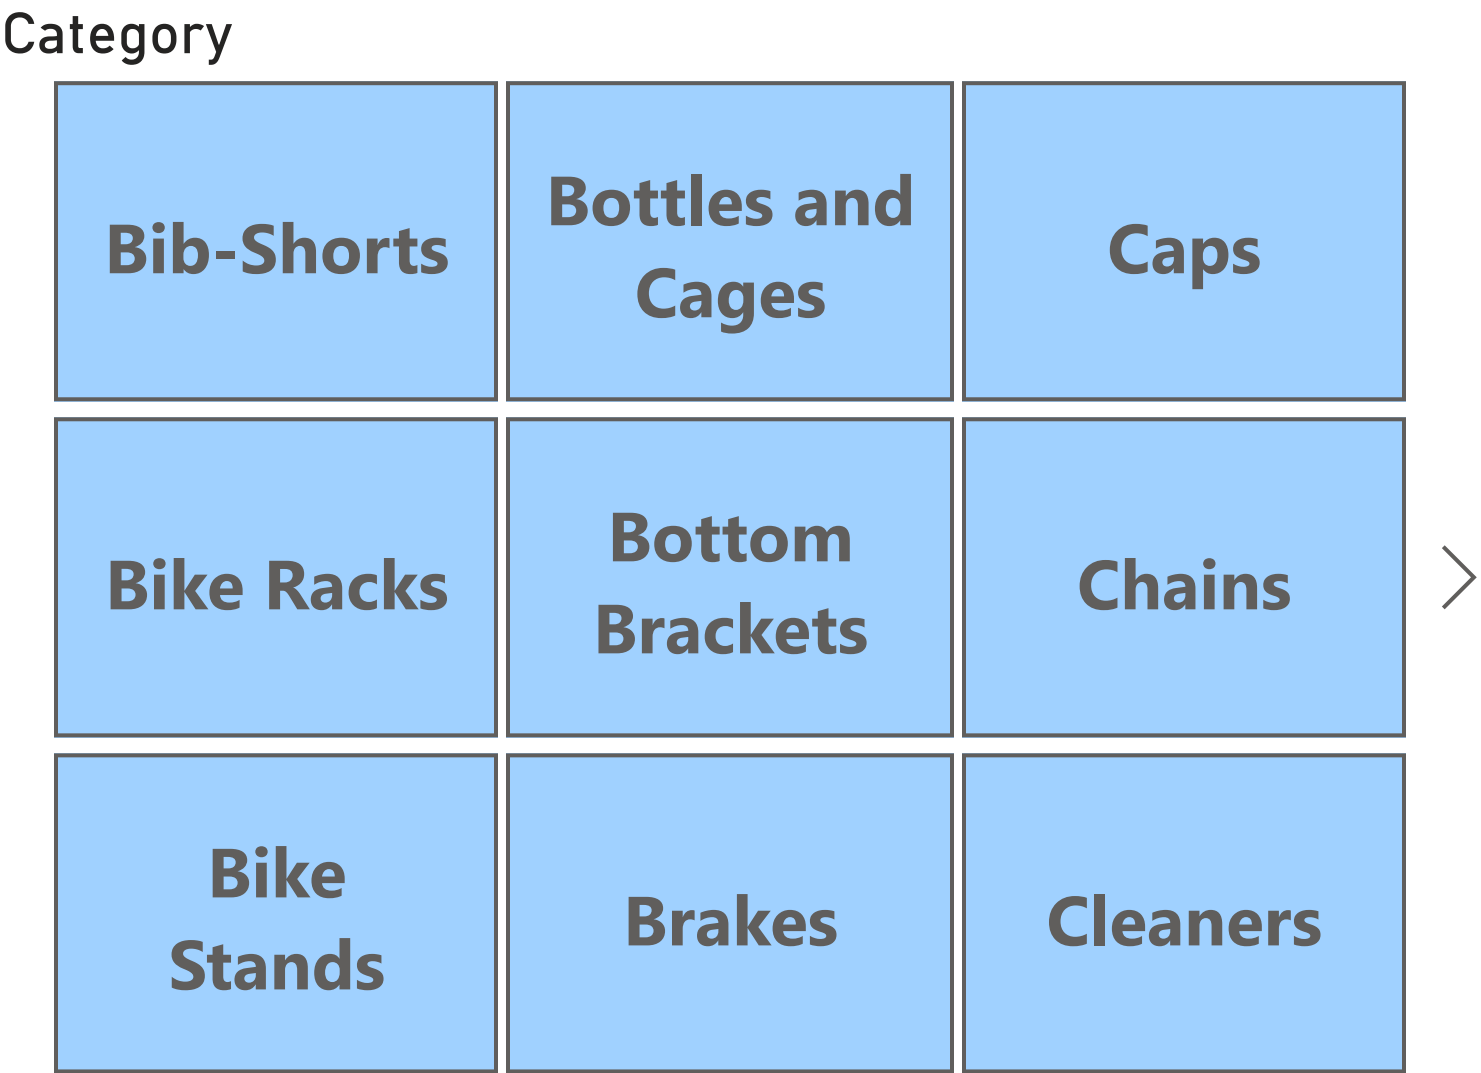 Category
Bib-Shorts
Bottles and
Cages
Caps
Bike Racks
Bottom
Brackets
Chains
Bike
Stands
Brakes
Cleaners